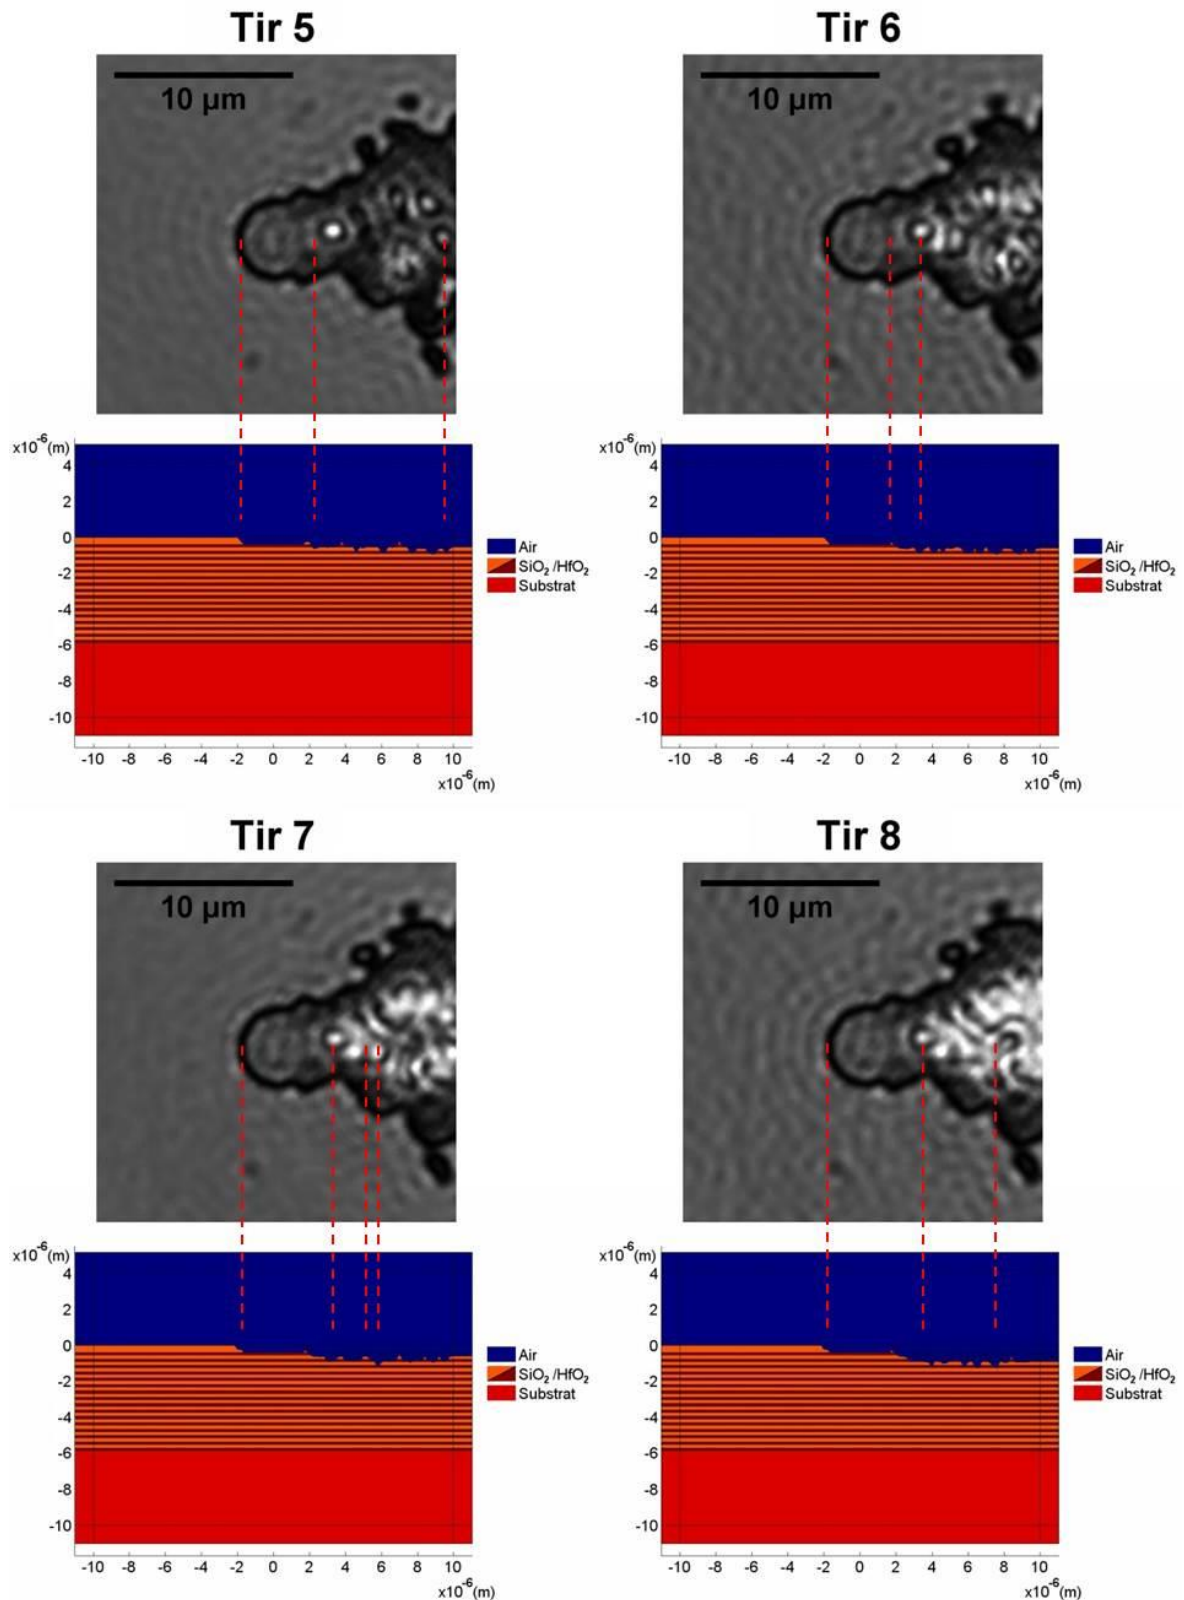 Tir 5
Tir 6
10 µm
10 µm
x10⁻⁶(m)
4
2
0
-2
-4
-6
-8
-10
-10 -8 -6 -4 -2 0 2 4 6 8 10
x10⁻⁶(m)
Air
SiO₂ /HfO₂
Substrat
x10⁻⁶(m)
4
2
0
-2
-4
-6
-8
-10
-10 -8 -6 -4 -2 0 2 4 6 8 10
x10⁻⁶(m)
Air
SiO₂ /HfO₂
Substrat
Tir 7
Tir 8
10 µm
10 µm
x10⁻⁶(m)
4
2
0
-2
-4
-6
-8
-10
-10 -8 -6 -4 -2 0 2 4 6 8 10
x10⁻⁶(m)
Air
SiO₂ /HfO₂
Substrat
x10⁻⁶(m)
4
2
0
-2
-4
-6
-8
-10
-10 -8 -6 -4 -2 0 2 4 6 8 10
x10⁻⁶(m)
Air
SiO₂ /HfO₂
Substrat